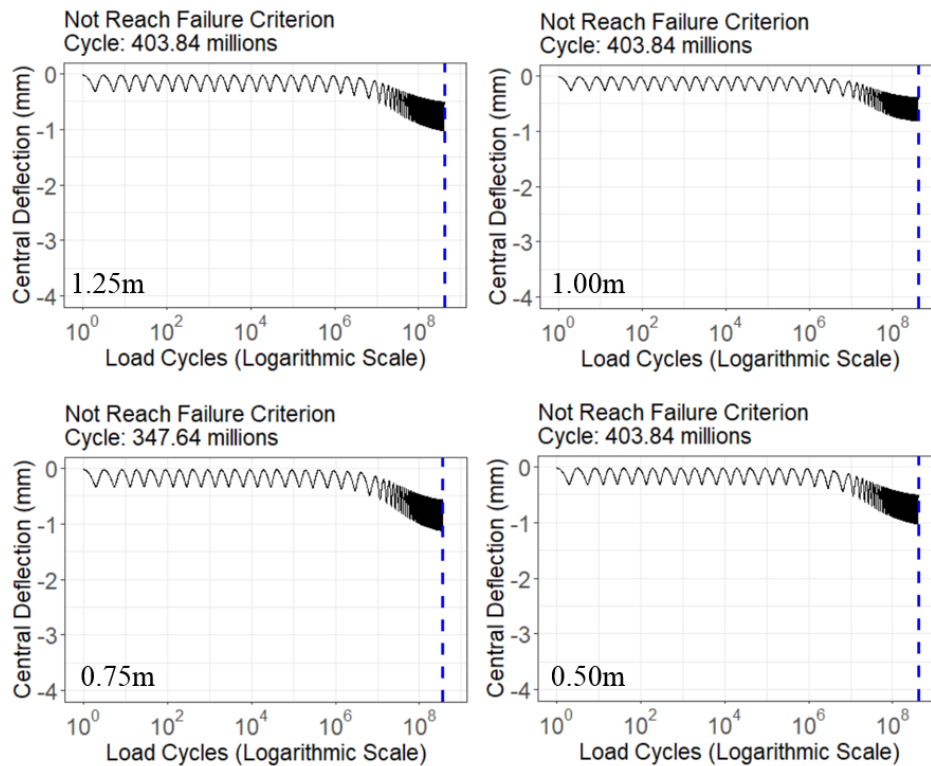 Not Reach Failure Criterion
Cycle: 403.84 millions
Central Deflection (mm)
0
-1
-2
-3
-4
1.25m
10^0 10^2 10^4 10^6 10^8
Load Cycles (Logarithmic Scale)
Not Reach Failure Criterion
Cycle: 403.84 millions
Central Deflection (mm)
0
-1
-2
-3
-4
1.00m
10^0 10^2 10^4 10^6 10^8
Load Cycles (Logarithmic Scale)
Not Reach Failure Criterion
Cycle: 347.64 millions
Central Deflection (mm)
0
-1
-2
-3
-4
0.75m
10^0 10^2 10^4 10^6 10^8
Load Cycles (Logarithmic Scale)
Not Reach Failure Criterion
Cycle: 403.84 millions
Central Deflection (mm)
0
-1
-2
-3
-4
0.50m
10^0 10^2 10^4 10^6 10^8
Load Cycles (Logarithmic Scale)